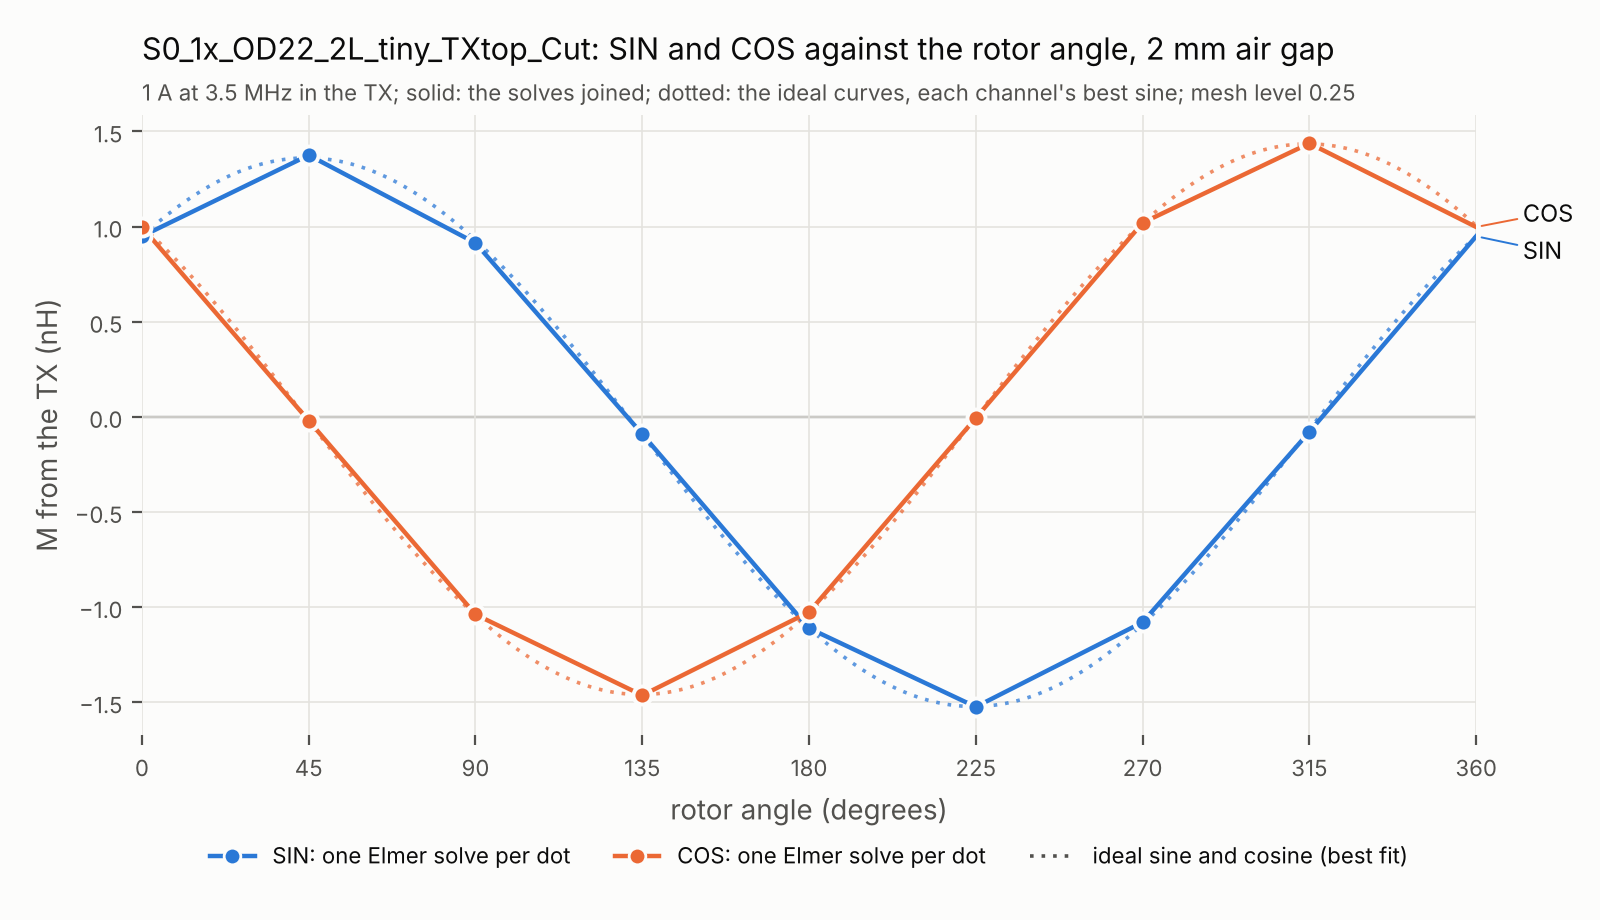 S0_1x_OD22_2L_tiny_TXtop_Cut: SIN and COS against the rotor angle, 2 mm air gap
1 A at 3.5 MHz in the TX; solid: the solves joined; dotted: the ideal curves, each channel's best sine; mesh level 0.25
M from the TX (nH)
1.5
1.0
0.5
0.0
−0.5
−1.0
−1.5
COS
SIN
0 45 90 135 180 225 270 315 360
rotor angle (degrees)
SIN: one Elmer solve per dot COS: one Elmer solve per dot ideal sine and cosine (best fit)